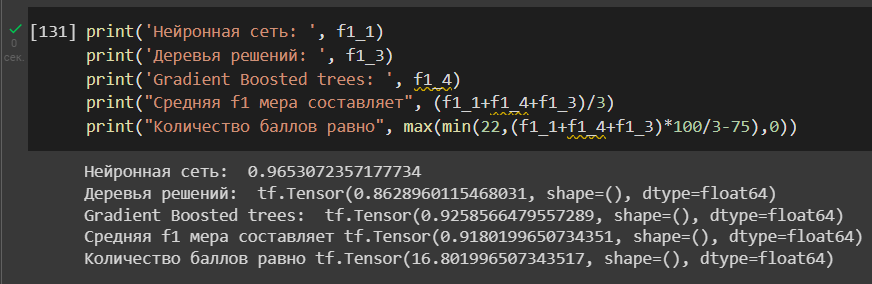 [131] print('Нейронная сеть: ', f1_1)
print('Деревья решений: ', f1_3)
print('Gradient Boosted trees: ', f1_4)
print("Средняя f1 мера составляет", (f1_1+f1_4+f1_3)/3)
print("Количество баллов равно", max(min(22,(f1_1+f1_4+f1_3)*100/3-75),0))
0
сек.
Нейронная сеть:  0.9653072357177734
Деревья решений:  tf.Tensor(0.8628960115468031, shape=(), dtype=float64)
Gradient Boosted trees:  tf.Tensor(0.9258566479557289, shape=(), dtype=float64)
Средняя f1 мера составляет tf.Tensor(0.9180199650734351, shape=(), dtype=float64)
Количество баллов равно tf.Tensor(16.801996507343517, shape=(), dtype=float64)